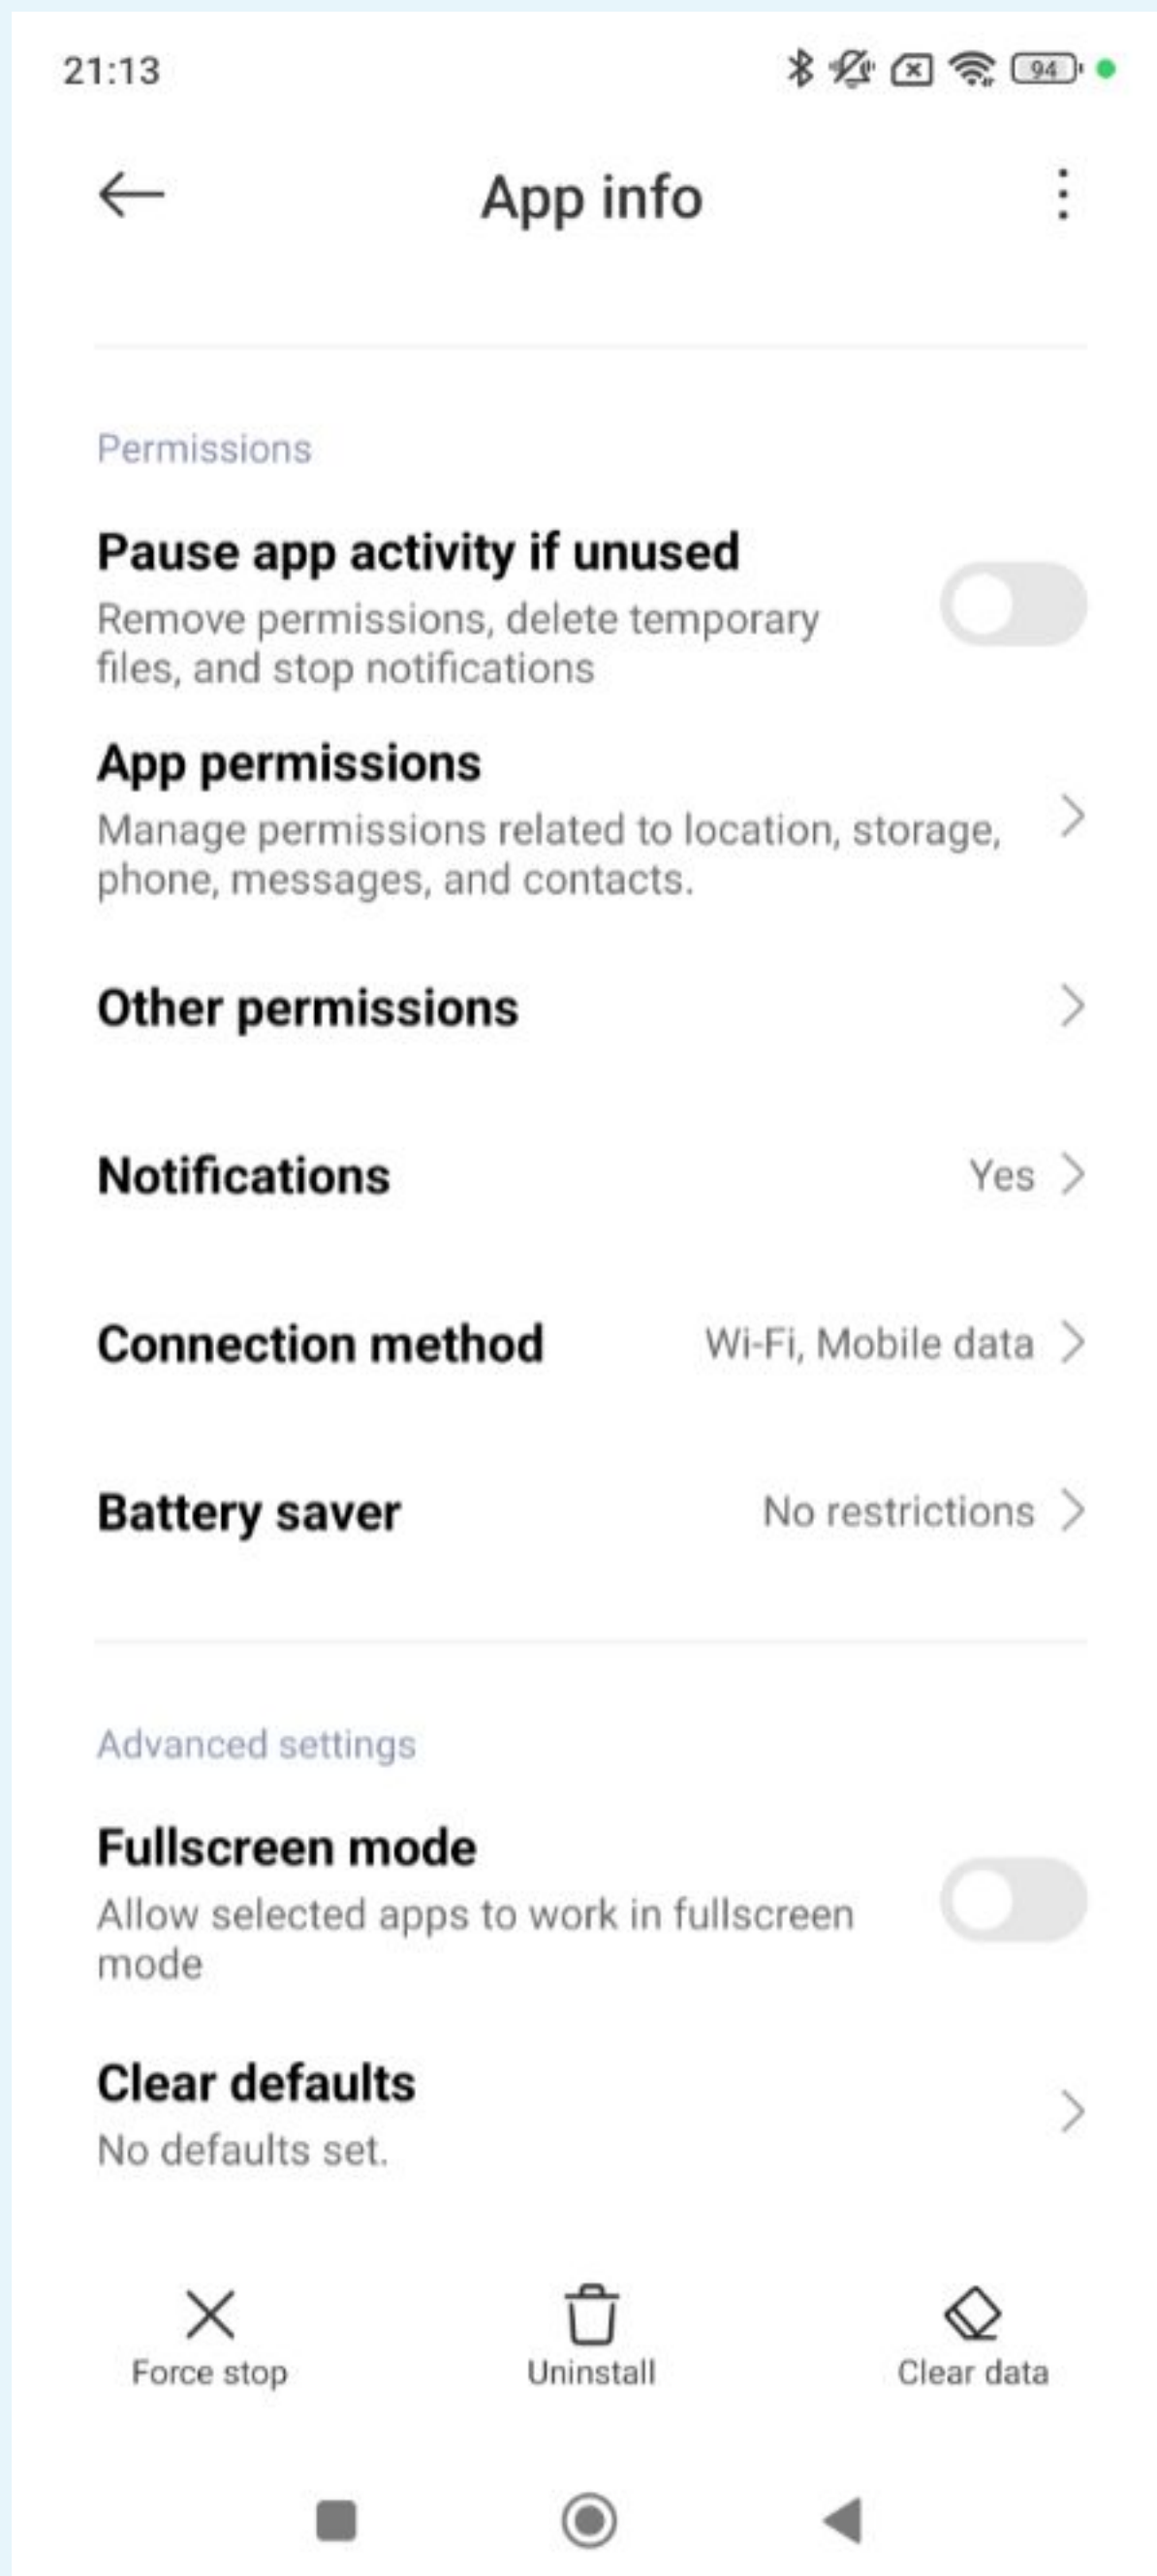 21:13
94
App info
Permissions
Pause app activity if unused
Remove permissions, delete temporary
files, and stop notifications
App permissions
Manage permissions related to location, storage,
phone, messages, and contacts.
Other permissions
Notifications
Yes
Connection method
Wi-Fi, Mobile data
Battery saver
No restrictions
Advanced settings
Fullscreen mode
Allow selected apps to work in fullscreen
mode
Clear defaults
No defaults set.
Force stop
Uninstall
Clear data